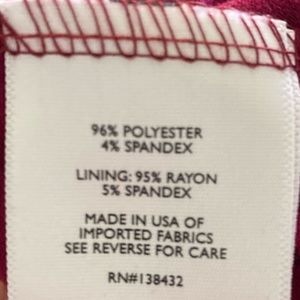 96% POLYESTER
4% SPANDEX
LINING: 95% RAYON
5% SPANDEX
MADE IN USA OF
IMPORTED FABRICS
SEE REVERSE FOR CARE
RN#138432